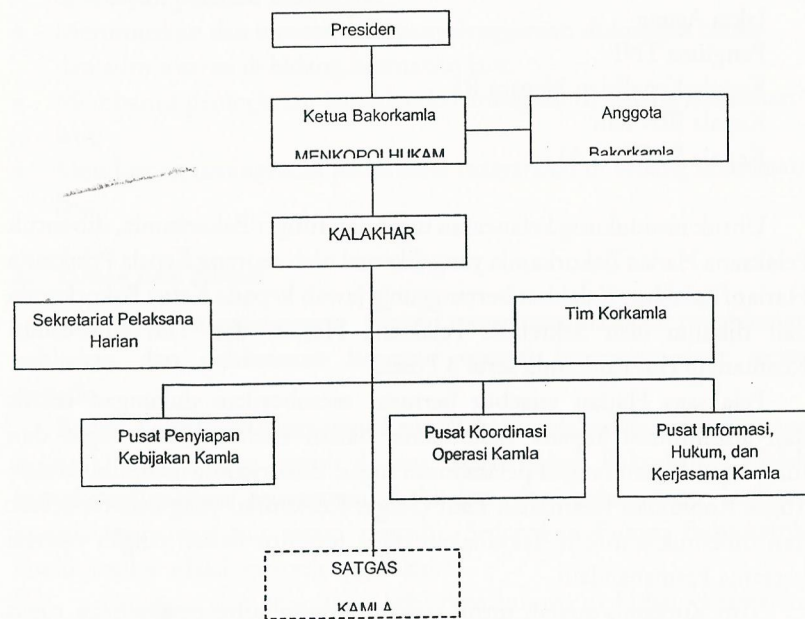 Presiden
Ketua Bakorkamla
MENKOPOLHUKAM
Anggota
Bakorkamla
KALAKHAR
Sekretariat Pelaksana
Harian
Tim Korkamla
Pusat Penyiapan
Kebijakan Kamla
Pusat Koordinasi
Operasi Kamla
Pusat Informasi,
Hukum, dan
Kerjasama Kamla
SATGAS
KAMLA